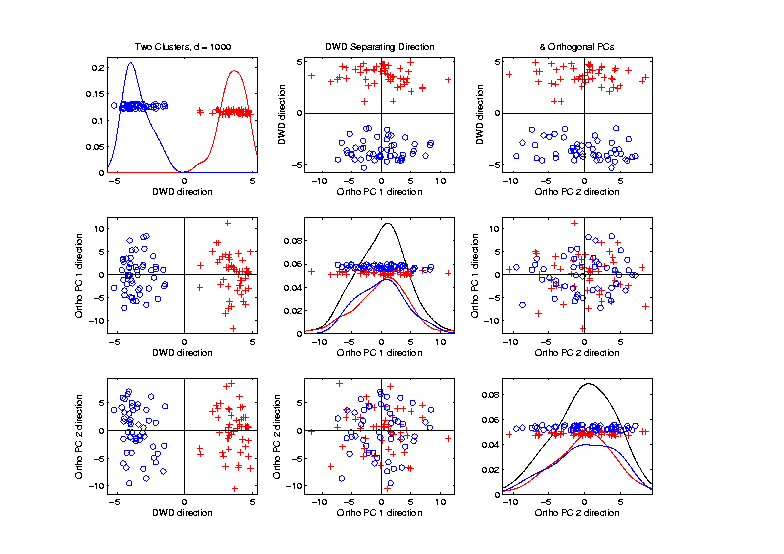 Two Clusters, d = 1000
DWD Separating Direction
& Orthogonal PCs
0.2
0.15
0.1
0.05
0
−5 0 5
DWD direction
DWD direction
5
0
−5
−10 −5 0 5 10
Ortho PC 1 direction
DWD direction
5
0
−5
−10 −5 0 5
Ortho PC 2 direction
Ortho PC 1 direction
10
5
0
−5
−10
−5 0 5
DWD direction
0.08
0.06
0.04
0.02
0
−10 −5 0 5 10
Ortho PC 1 direction
Ortho PC 1 direction
10
5
0
−5
−10
−10 −5 0 5
Ortho PC 2 direction
Ortho PC 2 direction
5
0
−5
−10
−5 0 5
DWD direction
Ortho PC 2 direction
5
0
−5
−10
−10 −5 0 5 10
Ortho PC 1 direction
0.08
0.06
0.04
0.02
0
−10 −5 0 5
Ortho PC 2 direction